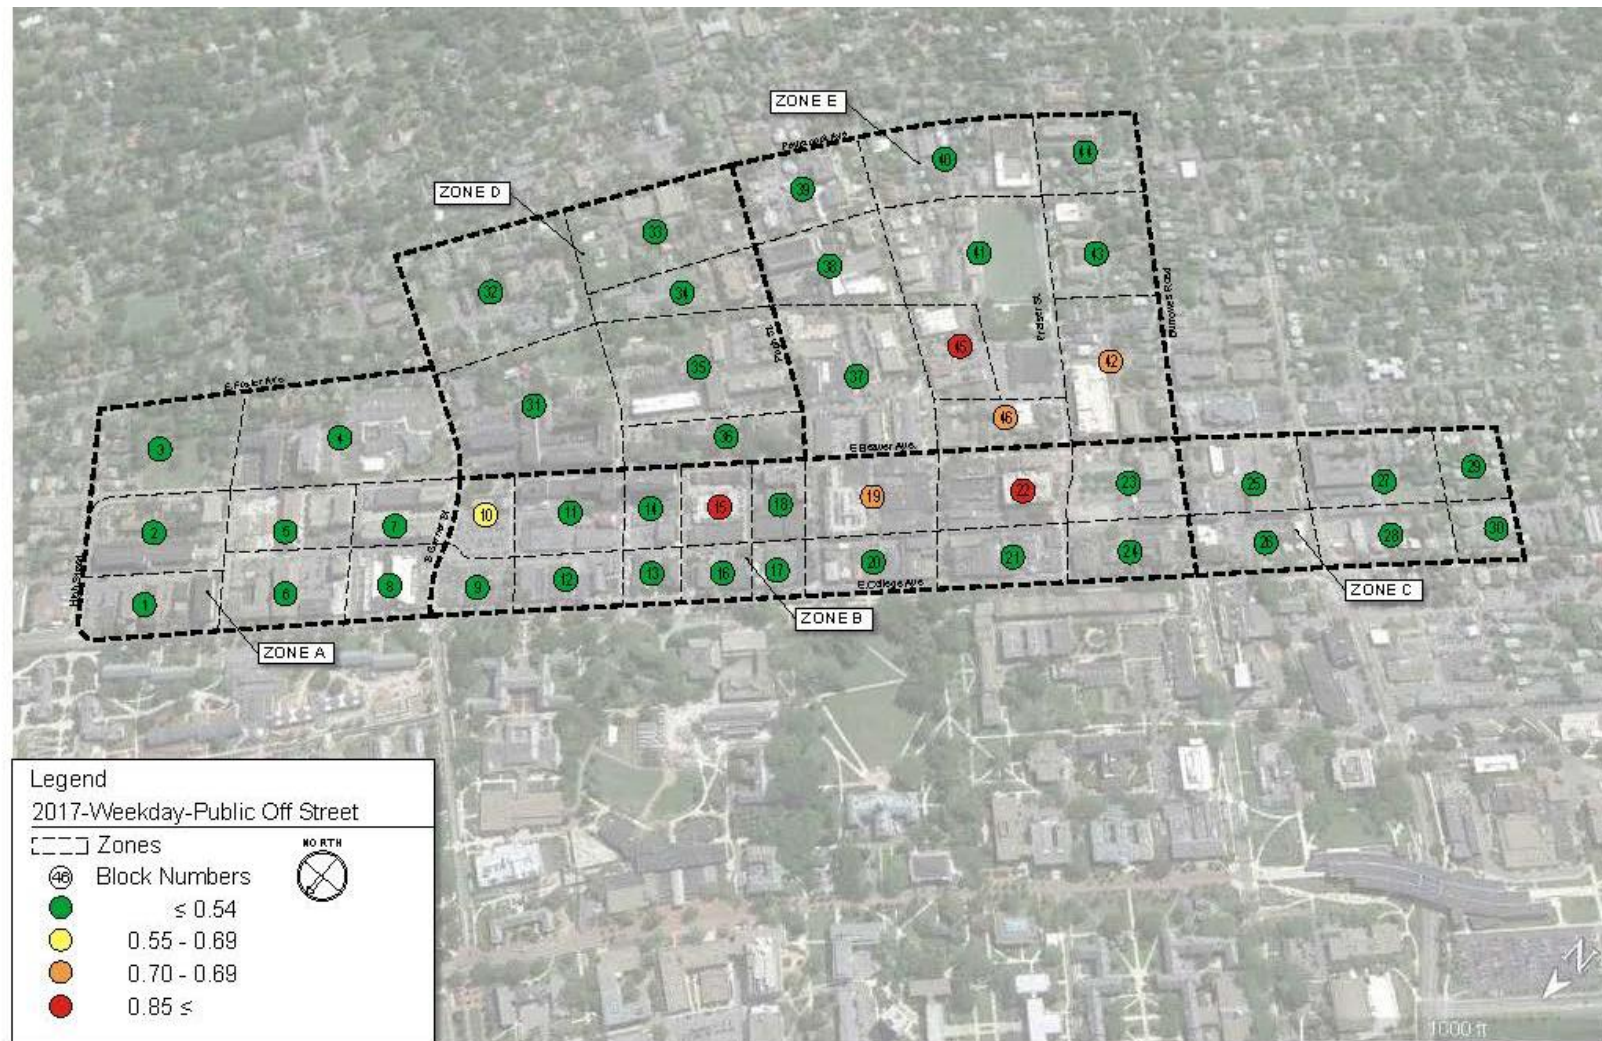 ZONE E
Pugh St.
Fraser St.
Burrowes Road
ZONE D
E Foster Ave.
E Beaver Ave.
E College Ave.
S Garner St.
ZONE A
ZONE B
ZONE C
40
44
39
33
41
43
38
32
34
45
42
35
37
31
46
36
4
3
29
27
25
23
22
19
18
15
14
11
10
7
5
2
30
28
26
24
21
20
17
16
13
12
9
8
6
1
Legend
2017-Weekday-Public Off Street
Zones
46 Block Numbers
≤ 0.54
0.55 - 0.69
0.70 - 0.69
0.85 ≤
NORTH
N
1000 ft